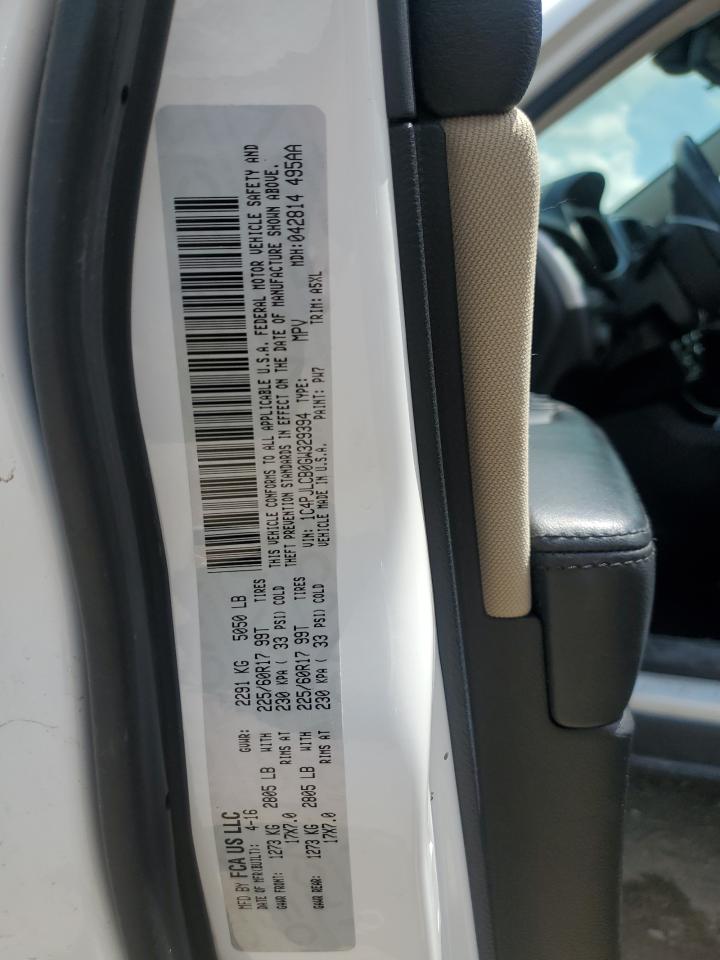 MFD BY FCA US LLC
DATE OF MFR(BUILT): 4-16 GVWR: 2291 KG 5050 LB
GAWR FRONT: 1273 KG 2805 LB WITH 225/60R17 99T TIRES
17X7.0 RIMS AT 230 KPA ( 33 PSI) COLD
GAWR REAR: 1273 KG 2805 LB WITH 225/60R17 99T TIRES
17X7.0 RIMS AT 230 KPA ( 33 PSI) COLD
THIS VEHICLE CONFORMS TO ALL APPLICABLE U.S.A. FEDERAL MOTOR VEHICLE SAFETY AND
THEFT PREVENTION STANDARDS IN EFFECT ON THE DATE OF MANUFACTURE SHOWN ABOVE.
VIN: 1C4PJLCB0GW329394 TYPE: MPV MDH:042814 495AA
VEHICLE MADE IN U.S.A. PAINT: PW7 TRIM: A5XL